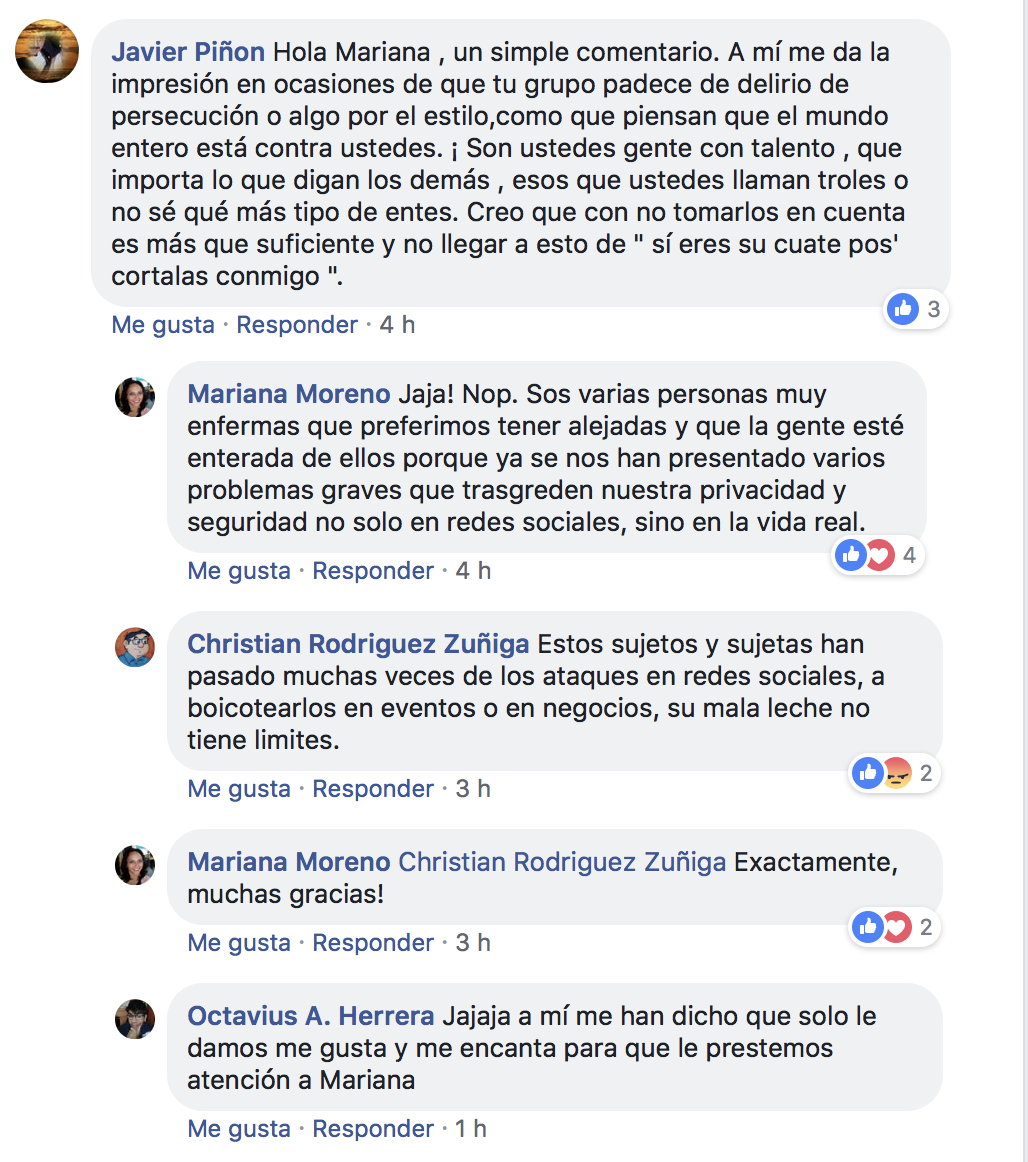 Javier Piñon Hola Mariana , un simple comentario. A mí me da la
impresión en ocasiones de que tu grupo padece de delirio de
persecución o algo por el estilo,como que piensan que el mundo
entero está contra ustedes. ¡ Son ustedes gente con talento , que
importa lo que digan los demás , esos que ustedes llaman troles o
no sé qué más tipo de entes. Creo que con no tomarlos en cuenta
es más que suficiente y no llegar a esto de " sí eres su cuate pos'
cortalas conmigo ".
3
Me gusta · Responder · 4 h
Mariana Moreno Jaja! Nop. Sos varias personas muy
enfermas que preferimos tener alejadas y que la gente esté
enterada de ellos porque ya se nos han presentado varios
problemas graves que trasgreden nuestra privacidad y
seguridad no solo en redes sociales, sino en la vida real.
4
Me gusta · Responder · 4 h
Christian Rodriguez Zuñiga Estos sujetos y sujetas han
pasado muchas veces de los ataques en redes sociales, a
boicotearlos en eventos o en negocios, su mala leche no
tiene limites.
2
Me gusta · Responder · 3 h
Mariana Moreno Christian Rodriguez Zuñiga Exactamente,
muchas gracias!
2
Me gusta · Responder · 3 h
Octavius A. Herrera Jajaja a mí me han dicho que solo le
damos me gusta y me encanta para que le prestemos
atención a Mariana
Me gusta · Responder · 1 h